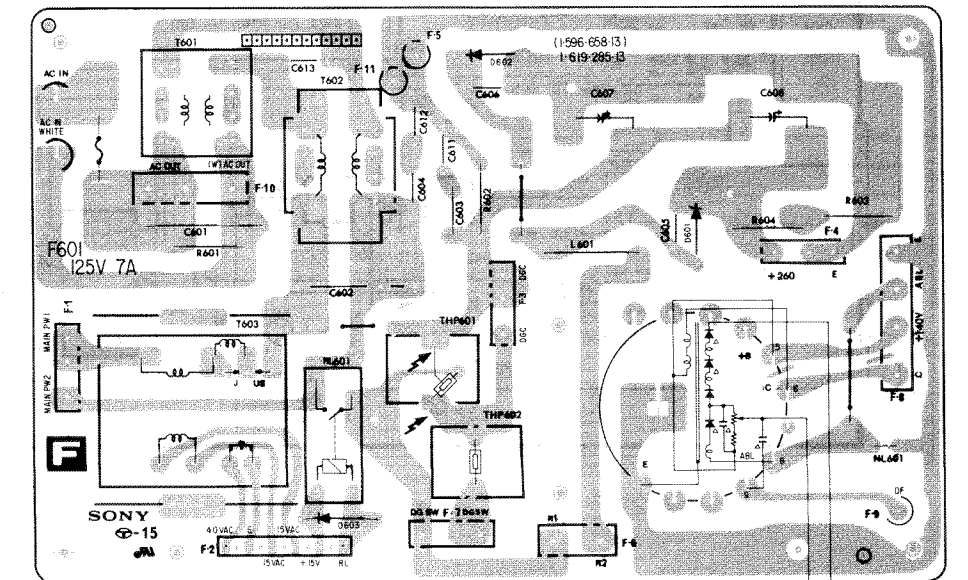 T601
F-5
(1-596-658-13)
1-619-285-13
D602
C613
T602
F-11
C606
C607
C608
AC IN
AC IN
WHITE
C612
C611
AC OUT
(W) AC OUT
F-10
C604
C603
R602
C605
D601
R604
R603
F-4
C601
R601
L601
F601
125V 7A
+260
E
ABL
DGC
F-3
DGC
C602
F-1
MAIN PW1
MAIN PW2
T603
THP601
RL601
J
US
+B
+140V
C
F-8
THP602
ABL
E
NL601
F
SONY
-15
D603
DGSW
F-7
DGSW
H1
F-6
H2
DF
F-9
F-2
40VAC
15VAC
15VAC
+15V
RL